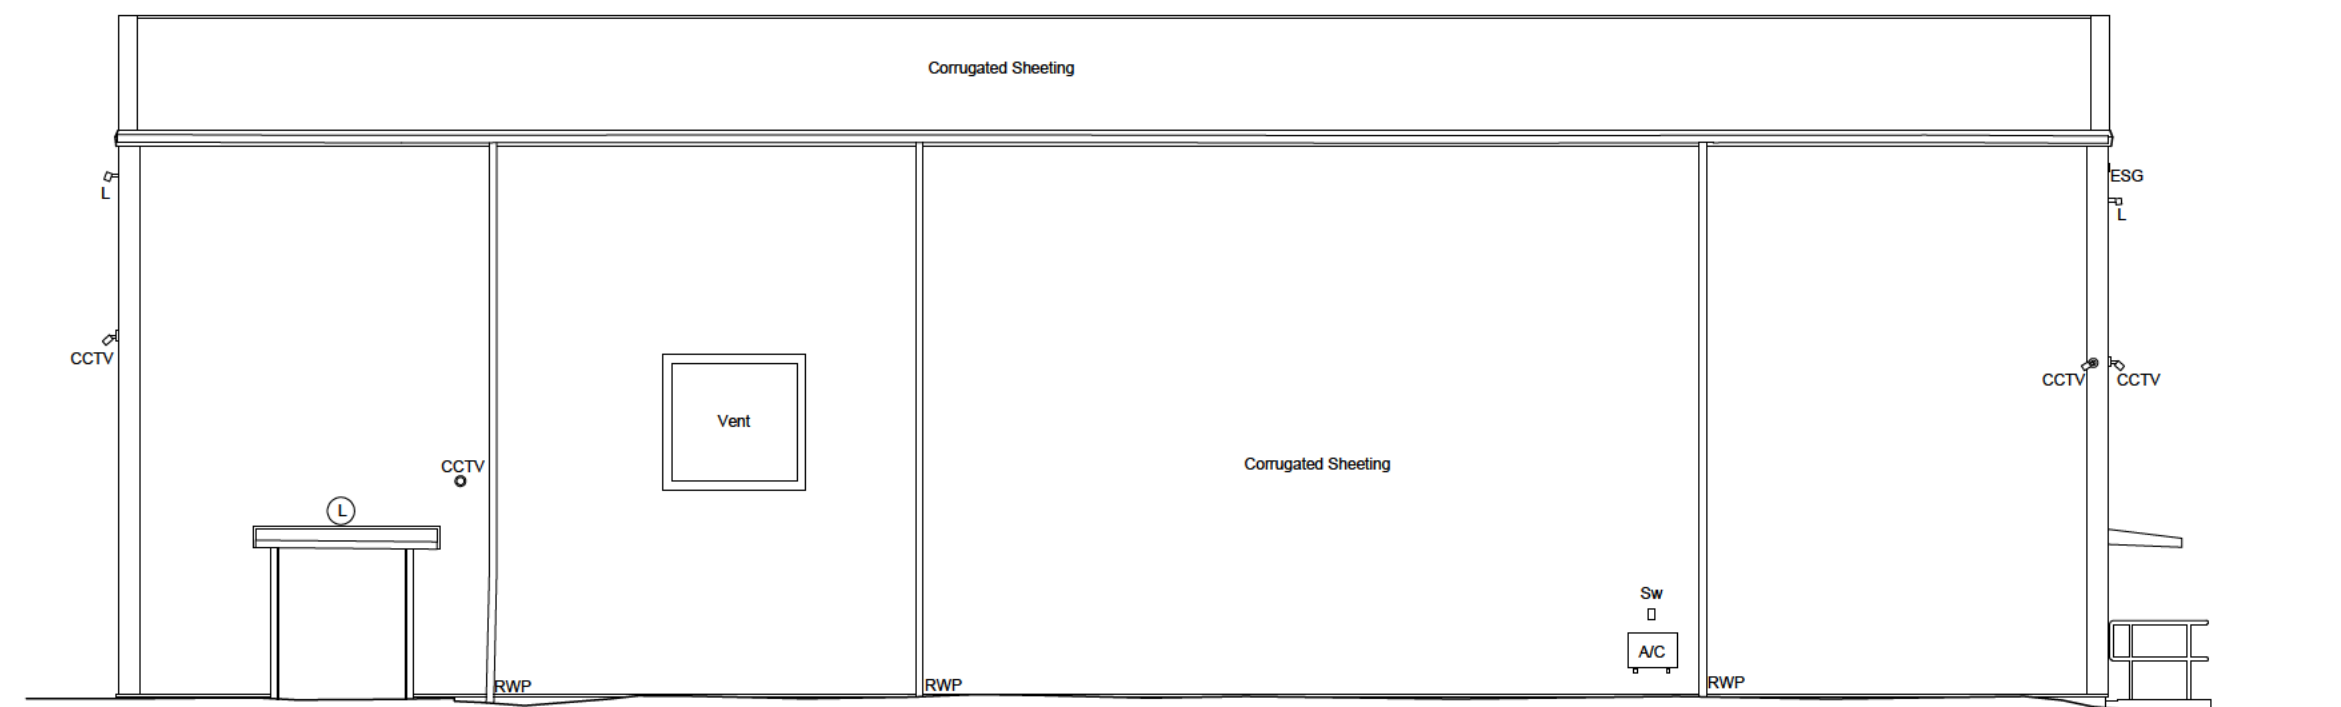 Corrugated Sheeting
L
ESG
L
CCTV
CCTV
CCTV
Vent
CCTV
Corrugated Sheeting
L
Sw
A/C
RWP
RWP
RWP